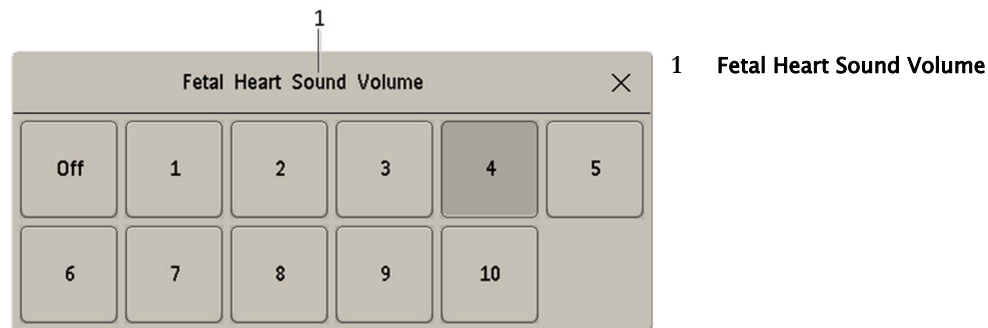 1
Fetal Heart Sound Volume
1 Fetal Heart Sound Volume
Off 1 2 3 4 5
6 7 8 9 10